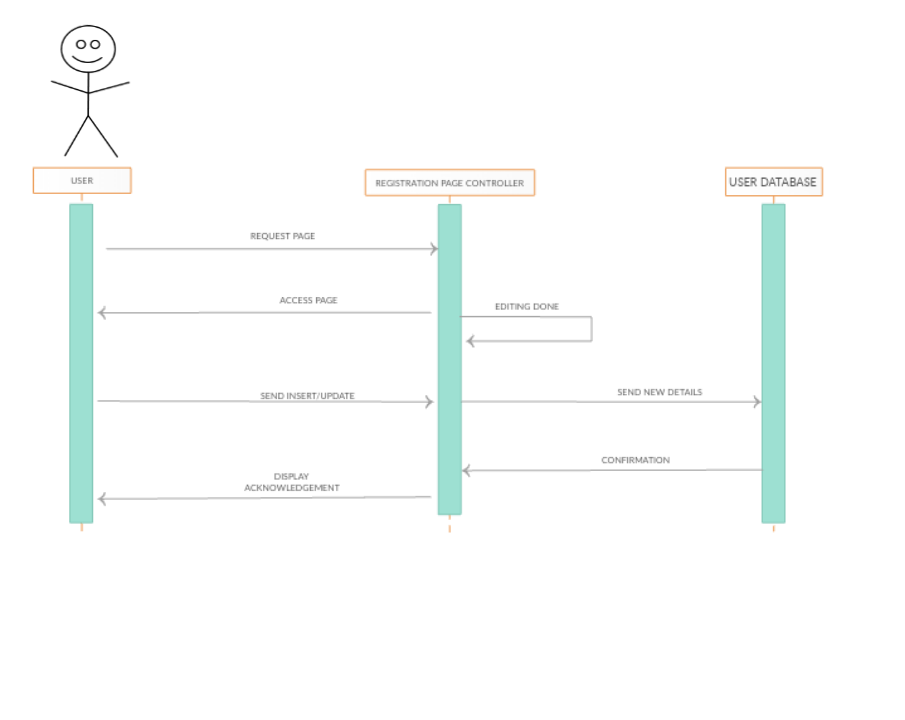 USER
REGISTRATION PAGE CONTROLLER
USER DATABASE
REQUEST PAGE
ACCESS PAGE
EDITING DONE
SEND INSERT/UPDATE
SEND NEW DETAILS
CONFIRMATION
DISPLAY
ACKNOWLEDGEMENT